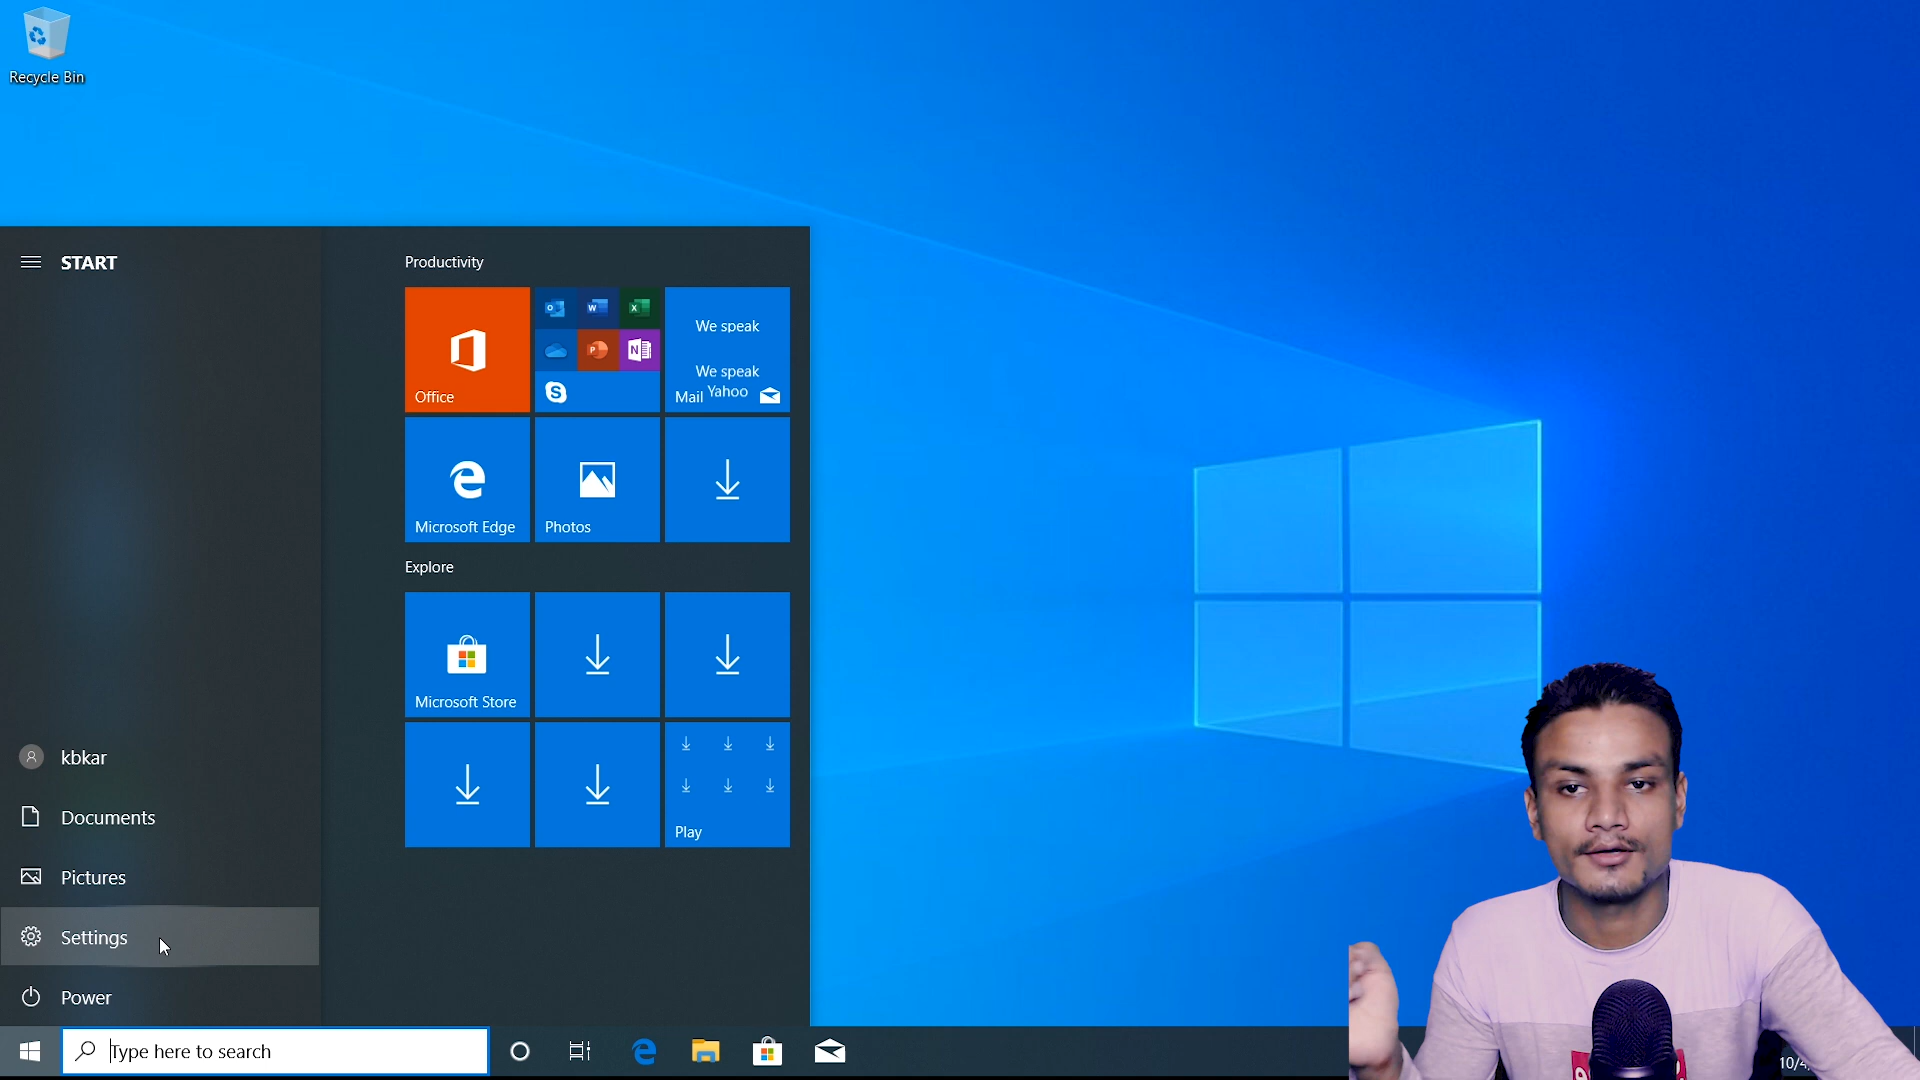 Recycle Bin
START
Productivity
Office
We speak
We speak
Mail Yahoo
Microsoft Edge
Photos
Explore
Microsoft Store
Play
kbkar
Documents
Pictures
Settings
Power
Type here to search